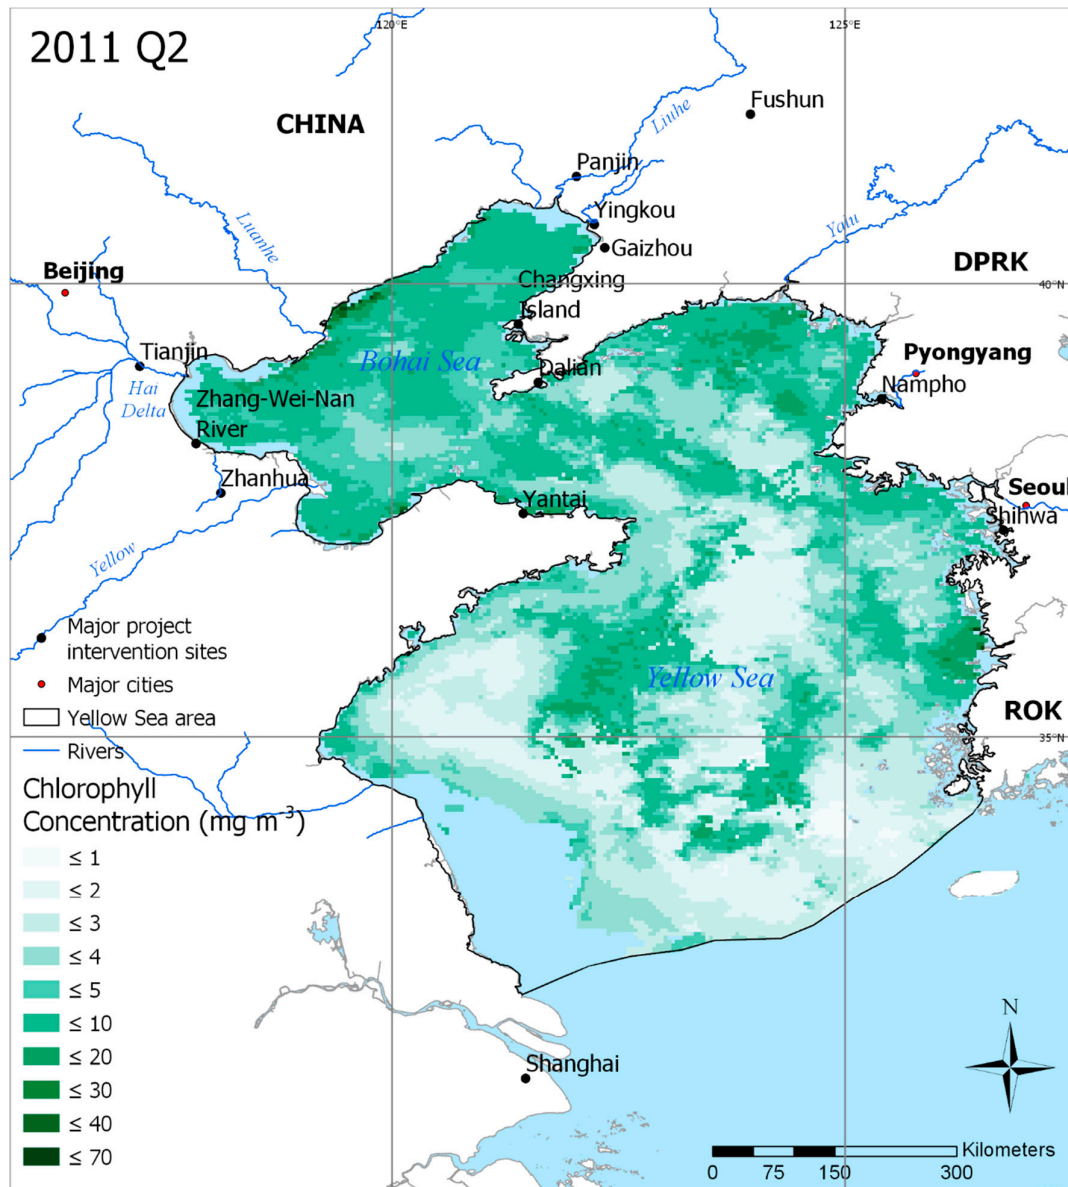 120°E
125°E
2011 Q2
Fushun
CHINA
Liuhe
Panjin
Yingkou
Luanhe
Yalu
Gaizhou
Beijing
DPRK
Changxing
Island
40°N
Tianjin
Bohai Sea
Pyongyang
Dalian
Hai
Delta
Zhang-Wei-Nan
River
Nampho
Zhanhua
Seoul
Yantai
Shihwa
Yellow
Major project
intervention sites
Major cities
Yellow Sea
Yellow Sea area
ROK
35°N
Rivers
Chlorophyll
Concentration (mg m-3)
≤ 1
≤ 2
≤ 3
≤ 4
≤ 5
≤ 10
≤ 20
≤ 30
≤ 40
≤ 70
N
Shanghai
Kilometers
0 75 150 300